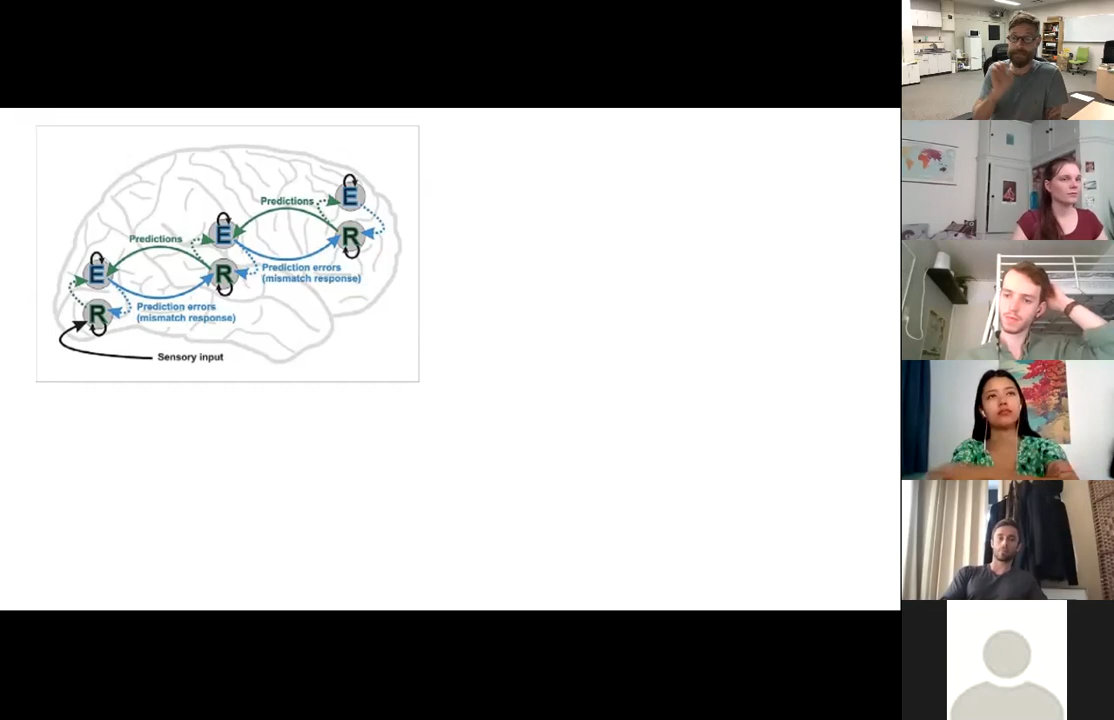 E
Predictions
R
E
Predictions
R
Prediction errors
(mismatch response)
E
R
Prediction errors
(mismatch response)
Sensory input